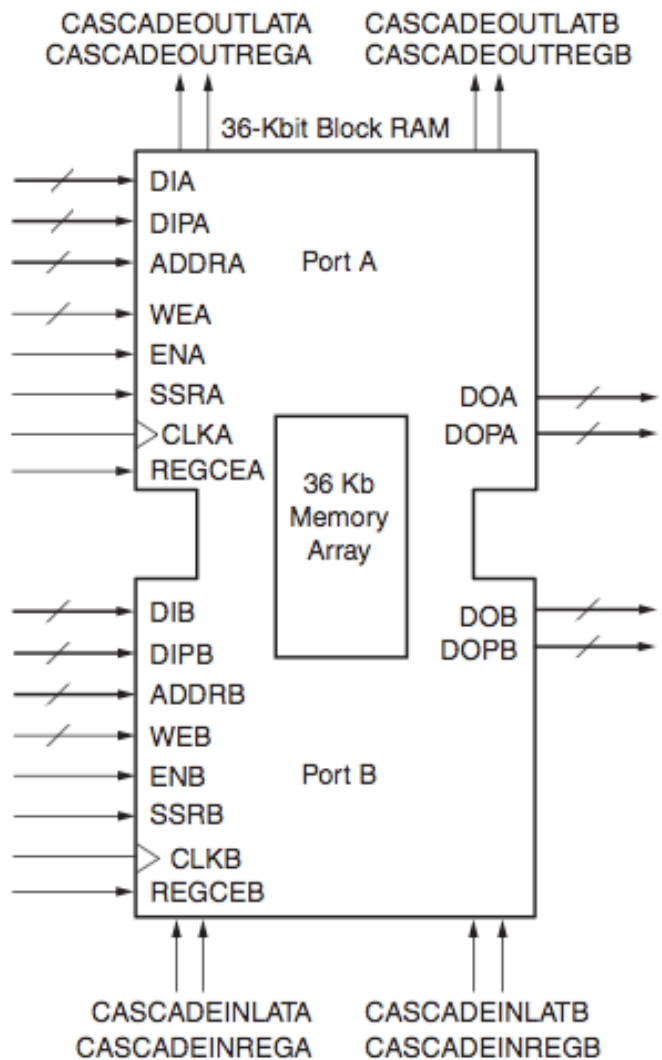 CASCADEOUTLATA CASCADEOUTLATB
CASCADEOUTREGA CASCADEOUTREGB
36-Kbit Block RAM
DIA
DIPA
ADDRA Port A
WEA
ENA
SSRA DOA
CLKA DOPA
REGCEA
36 Kb
Memory
Array
DIB DOB
DIPB DOPB
ADDRB
WEB
ENB Port B
SSRB
CLKB
REGCEB
CASCADEINLATA CASCADEINLATB
CASCADEINREGA CASCADEINREGB